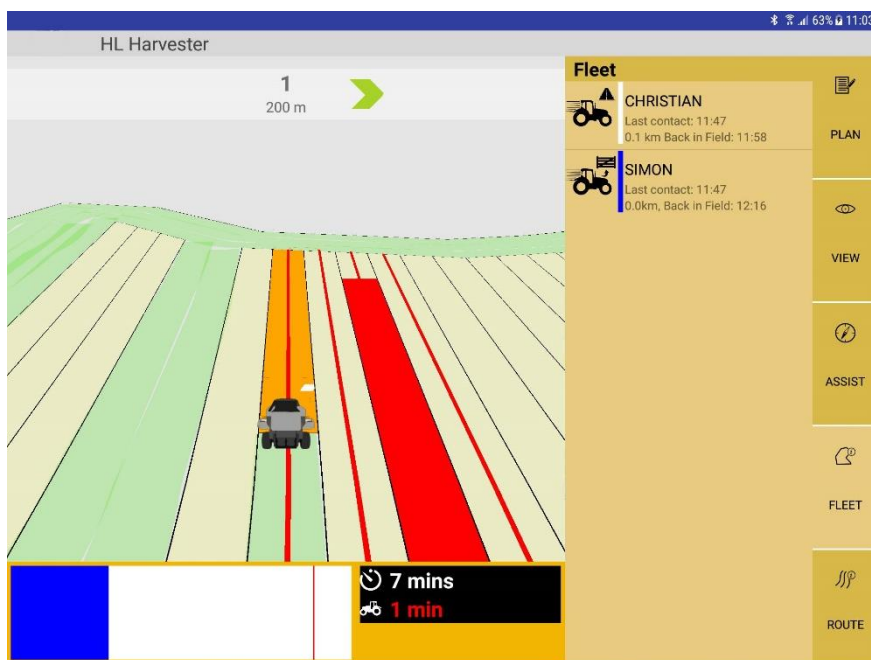 63% 11:03
HL Harvester
1
200 m
Fleet
CHRISTIAN
Last contact: 11:47
0.1 km Back in Field: 11:58
SIMON
Last contact: 11:47
0.0km, Back in Field: 12:16
PLAN
VIEW
ASSIST
FLEET
ROUTE
7 mins
1 min